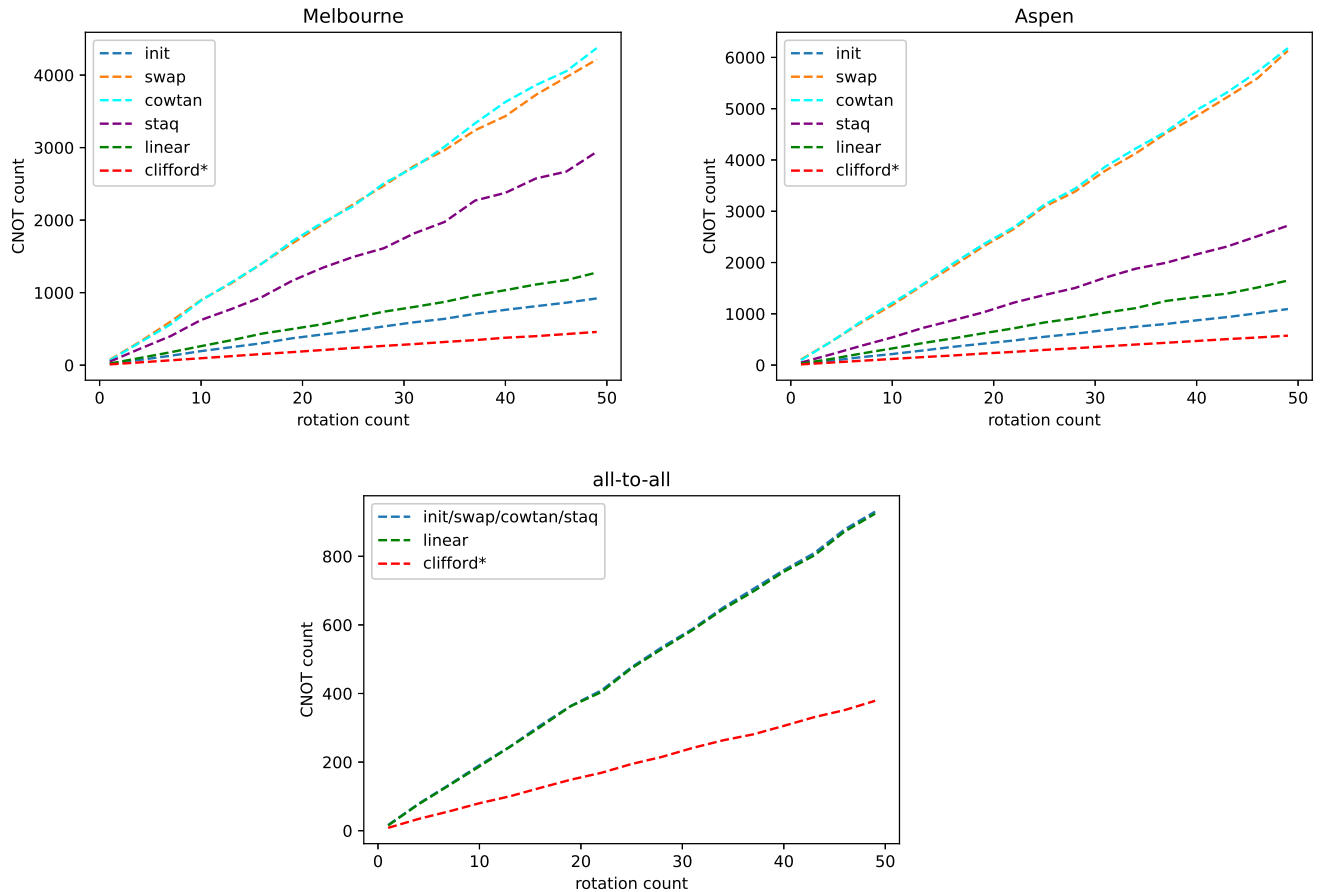 Melbourne
init
swap
cowtan
staq
linear
clifford*
CNOT count
4000
3000
2000
1000
0
0 10 20 30 40 50
rotation count
Aspen
init
swap
cowtan
staq
linear
clifford*
CNOT count
6000
5000
4000
3000
2000
1000
0
0 10 20 30 40 50
rotation count
all-to-all
init/swap/cowtan/staq
linear
clifford*
CNOT count
800
600
400
200
0
0 10 20 30 40 50
rotation count